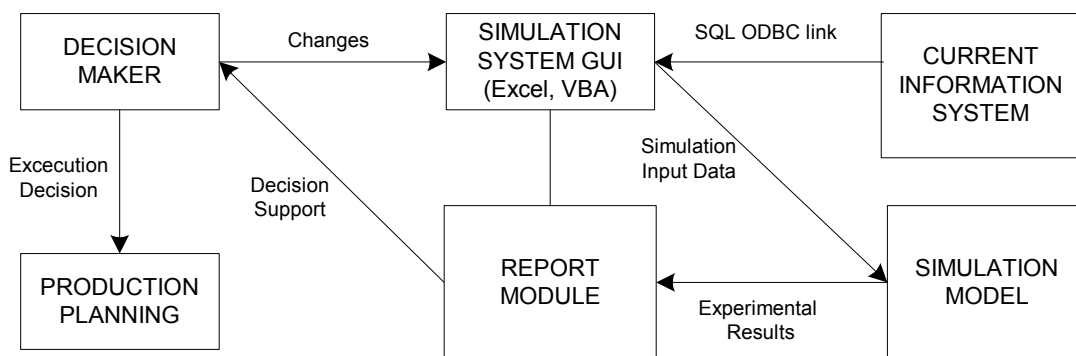 DECISION
MAKER
Changes
SIMULATION
SYSTEM GUI
(Excel, VBA)
SQL ODBC link
CURRENT
INFORMATION
SYSTEM
Excecution
Decision
Decision
Support
Simulation
Input Data
PRODUCTION
PLANNING
REPORT
MODULE
Experimental
Results
SIMULATION
MODEL